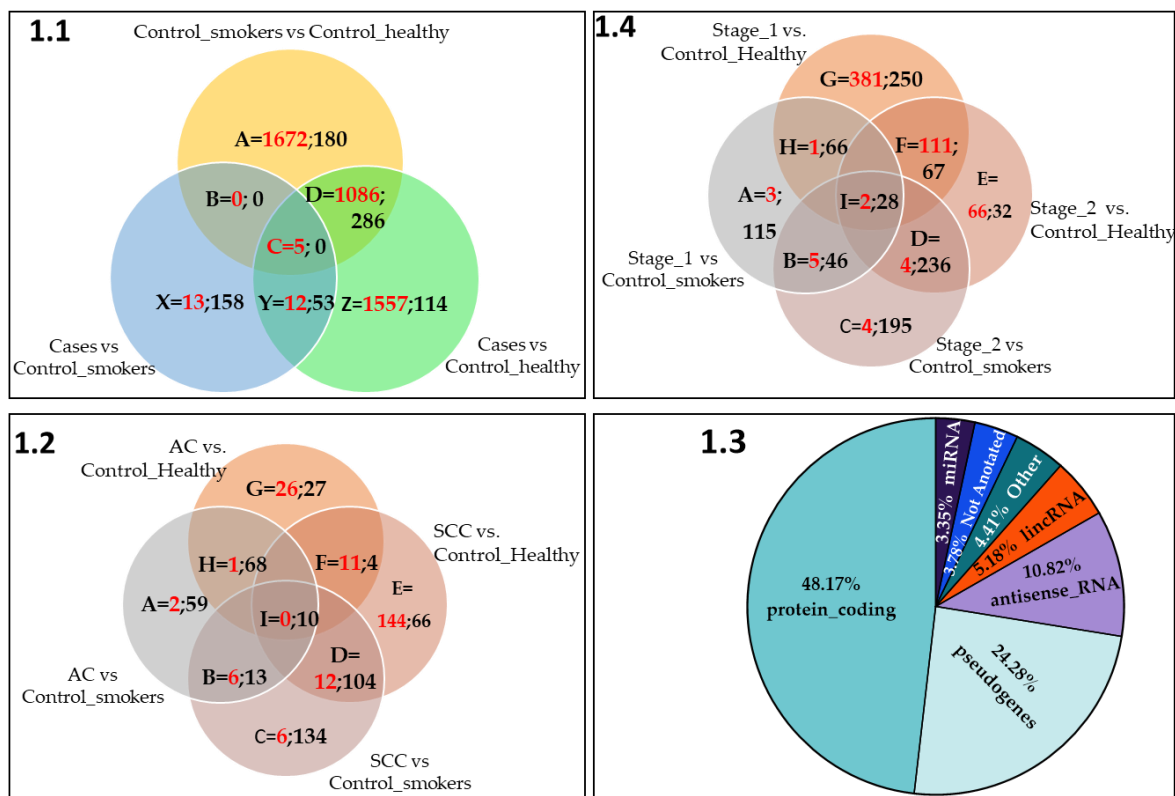 1.1
Control_smokers vs Control_healthy
A=1672;180
B=0; 0
D=1086;
286
C=5; 0
X=13;158
Y=12;53
Z=1557;114
Cases vs
Control_smokers
Cases vs
Control_healthy
1.4
Stage_1 vs.
Control_Healthy
G=381;250
H=1;66
F=111;
67
E=
66;32
A=3;
115
I=2;28
Stage_2 vs.
Control_Healthy
D=
4;236
Stage_1 vs
Control_smokers
B=5;46
C=4;195
Stage_2 vs
Control_smokers
1.2
AC vs.
Control_Healthy
G=26;27
SCC vs.
Control_Healthy
H=1;68
F=11;4
E=
144;66
A=2;59
I=0;10
D=
12;104
B=6;13
AC vs
Control_smokers
C=6;134
SCC vs
Control_smokers
1.3
3.35% miRNA
3.78% Not Anotated
4.41% Other
5.18% lincRNA
10.82%
antisense_RNA
48.17%
protein_coding
24.28%
pseudogenes